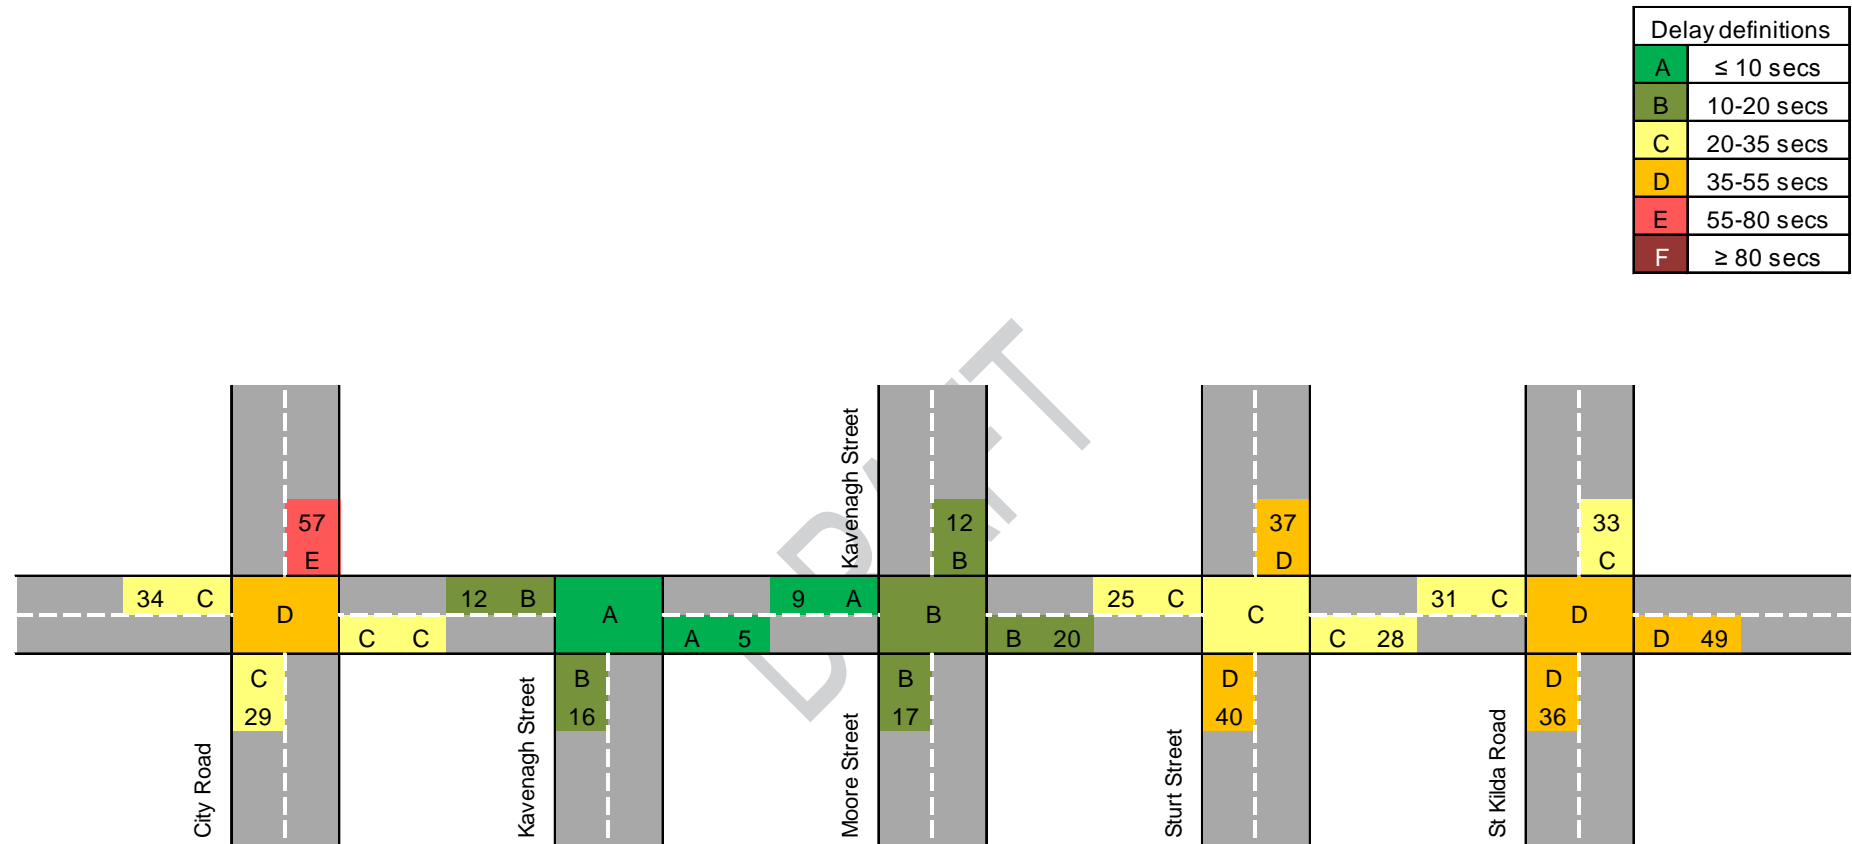 Delay definitions
A ≤ 10 secs
B 10-20 secs
C 20-35 secs
D 35-55 secs
E 55-80 secs
F ≥ 80 secs
DRAFT
Kavenagh Street
57
E
12
B
37
D
33
C
34 C
D
12 B
A
9 A
B
25 C
C
31 C
D
C C
A 5
B 20
C 28
D 49
C
29
B
16
B
17
D
40
D
36
City Road
Kavenagh Street
Moore Street
Sturt Street
St Kilda Road